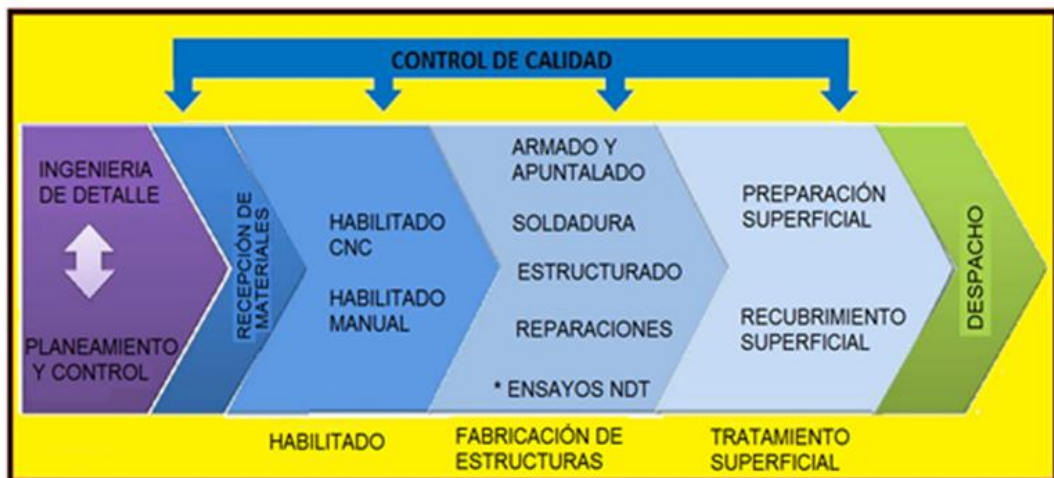 CONTROL DE CALIDAD
INGENIERIA
DE DETALLE
PLANEAMIENTO
Y CONTROL
RECEPCIÓN DE
MATERIALES
HABILITADO
CNC
HABILITADO
MANUAL
ARMADO Y
APUNTALADO
SOLDADURA
ESTRUCTURADO
REPARACIONES
* ENSAYOS NDT
PREPARACIÓN
SUPERFICIAL
RECUBRIMIENTO
SUPERFICIAL
DESPACHO
HABILITADO
FABRICACIÓN DE
ESTRUCTURAS
TRATAMIENTO
SUPERFICIAL